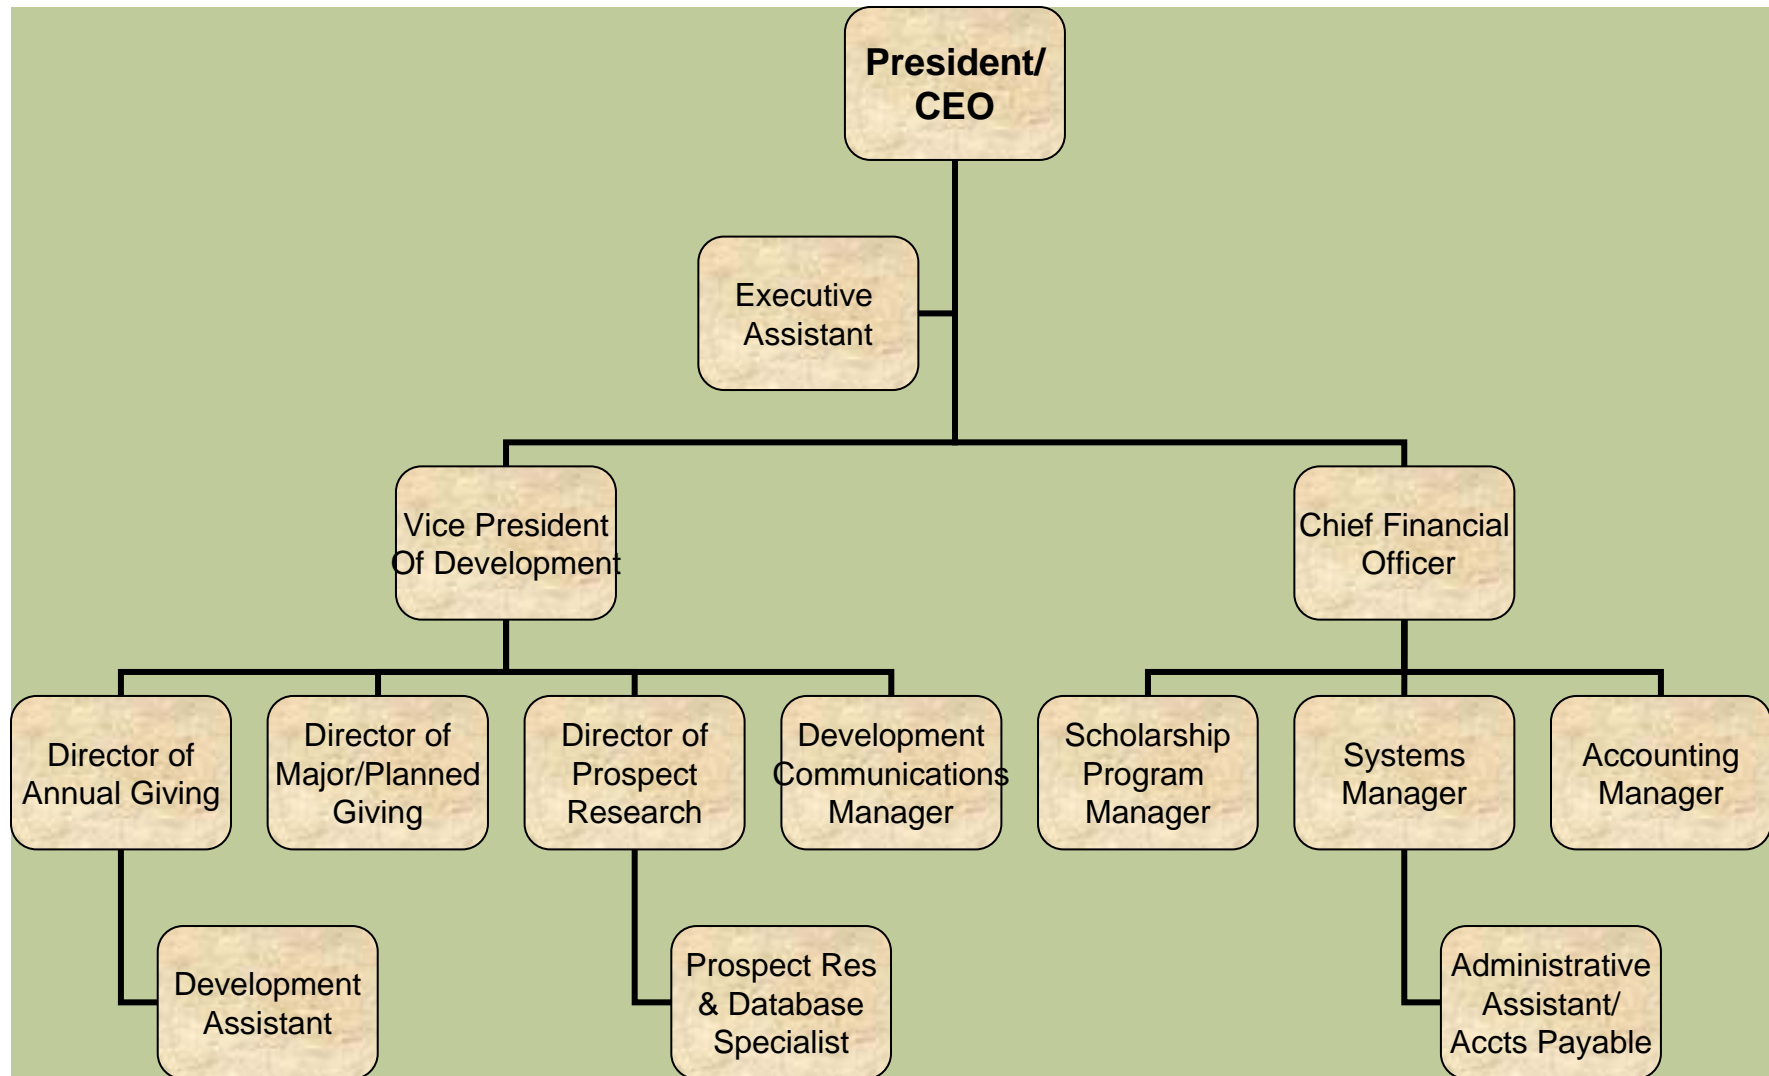 President/
CEO
Executive
Assistant
Vice President
Of Development
Chief Financial
Officer
Director of
Annual Giving
Director of
Major/Planned
Giving
Director of
Prospect
Research
Development
Communications
Manager
Scholarship
Program
Manager
Systems
Manager
Accounting
Manager
Development
Assistant
Prospect Res
& Database
Specialist
Administrative
Assistant/
Accts Payable